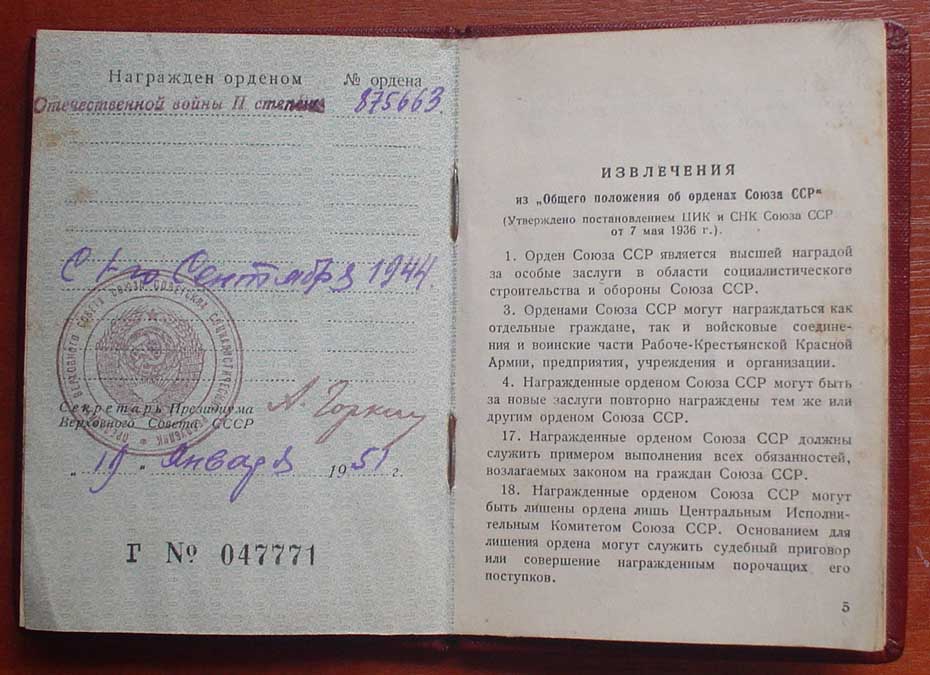 Награжден орденом № ордена
Отечественной войны II степени 875663
С 1-го Сентября 1944.
Секретарь Президиума
Верховного Совета СССР
А. Горкин
„19“ Января 1951 г.
Г № 047771
ИЗВЛЕЧЕНИЯ
из „Общего положения об орденах Союза ССР“
(Утверждено постановлением ЦИК и СНК Союза ССР
от 7 мая 1936 г.).
1. Орден Союза ССР является высшей наградой
за особые заслуги в области социалистического
строительства и обороны Союза ССР.
3. Орденами Союза ССР могут награждаться как
отдельные граждане, так и войсковые соедине-
ния и воинские части Рабоче-Крестьянской Красной
Армии, предприятия, учреждения и организации.
4. Награжденные орденом Союза ССР могут быть
за новые заслуги повторно награждены тем же или
другим орденом Союза ССР.
17. Награжденные орденом Союза ССР должны
служить примером выполнения всех обязанностей,
возлагаемых законом на граждан Союза ССР.
18. Награжденные орденом Союза ССР могут
быть лишены ордена лишь Центральным Исполни-
тельным Комитетом Союза ССР. Основанием для
лишения ордена могут служить судебный приговор
или совершение награжденным порочащих его
поступков.
5